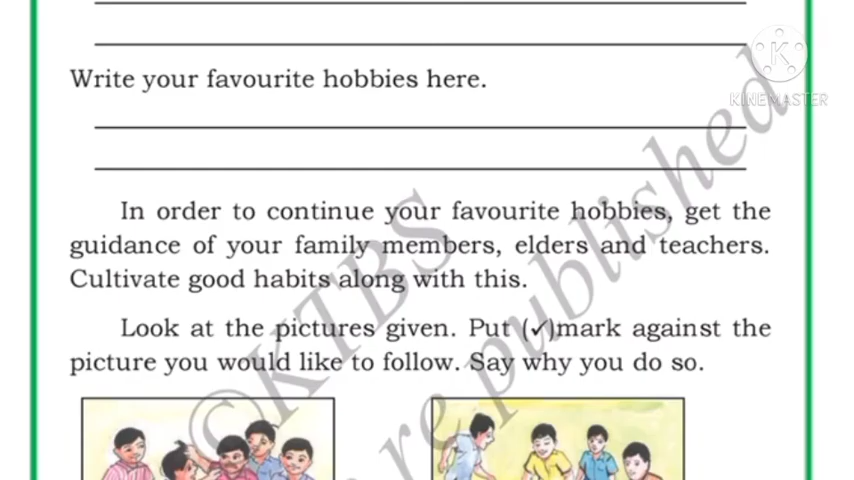 KINEMASTER
Write your favourite hobbies here.
In order to continue your favourite hobbies, get the
guidance of your family members, elders and teachers.
Cultivate good habits along with this.
Look at the pictures given. Put (✓)mark against the
picture you would like to follow. Say why you do so.
©KTBS
re published